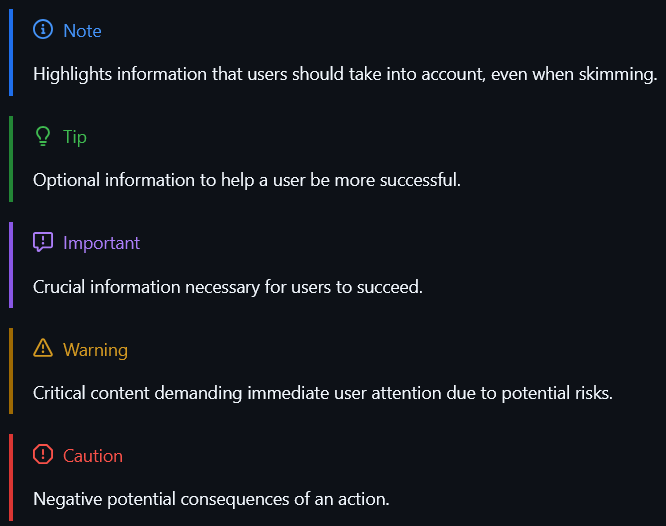 Note
Highlights information that users should take into account, even when skimming.
Tip
Optional information to help a user be more successful.
Important
Crucial information necessary for users to succeed.
Warning
Critical content demanding immediate user attention due to potential risks.
Caution
Negative potential consequences of an action.